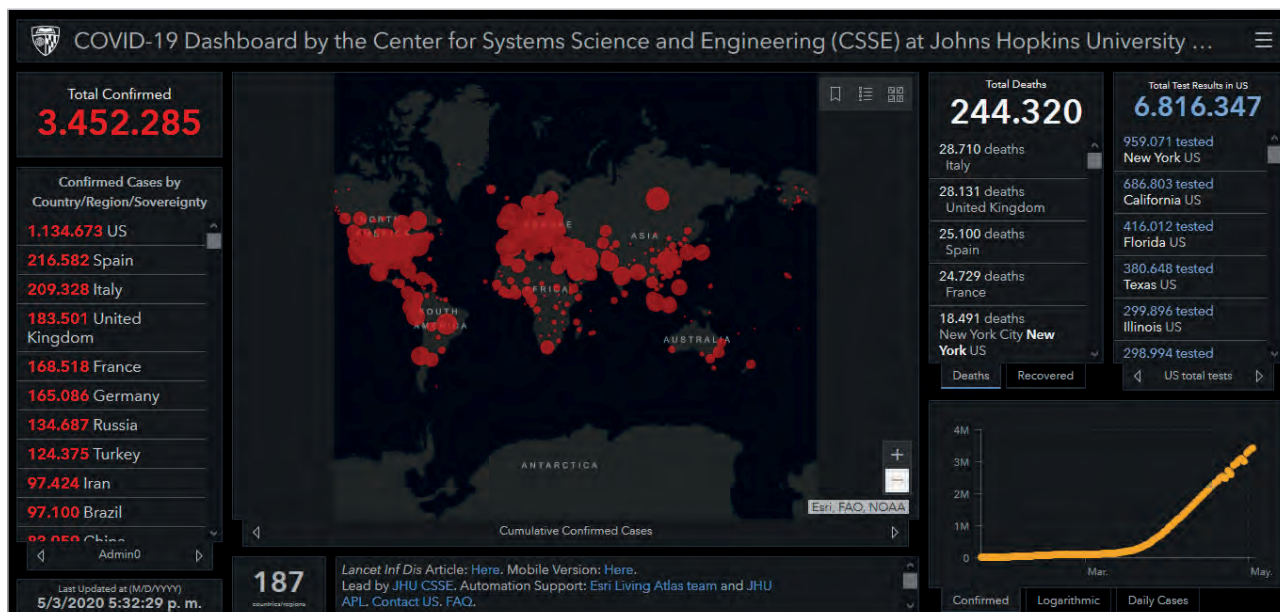 COVID-19 Dashboard by the Center for Systems Science and Engineering (CSSE) at Johns Hopkins University ...
Total Confirmed
3.452.285
Confirmed Cases by
Country/Region/Sovereignty
1.134.673 US
216.582 Spain
209.328 Italy
183.501 United
Kingdom
168.518 France
165.086 Germany
134.687 Russia
124.375 Turkey
97.424 Iran
97.100 Brazil
Admin0
Last Updated at (M/D/YYYY)
5/3/2020 5:32:29 p. m.
NORTH
AMERICA
SOUTH
AMERICA
EUROPE
AFRICA
ASIA
AUSTRALIA
ANTARCTICA
Esri, FAO, NOAA
Cumulative Confirmed Cases
187
countries/regions
Lancet Inf Dis Article: Here. Mobile Version: Here.
Lead by JHU CSSE. Automation Support: Esri Living Atlas team and JHU
APL. Contact US. FAQ.
Total Deaths
244.320
28.710 deaths
Italy
28.131 deaths
United Kingdom
25.100 deaths
Spain
24.729 deaths
France
18.491 deaths
New York City New
York US
Deaths
Recovered
Total Test Results in US
6.816.347
959.071 tested
New York US
686.803 tested
California US
416.012 tested
Florida US
380.648 tested
Texas US
299.896 tested
Illinois US
298.994 tested
US total tests
4M
3M
2M
1M
0
Mar.
May.
Confirmed
Logarithmic
Daily Cases